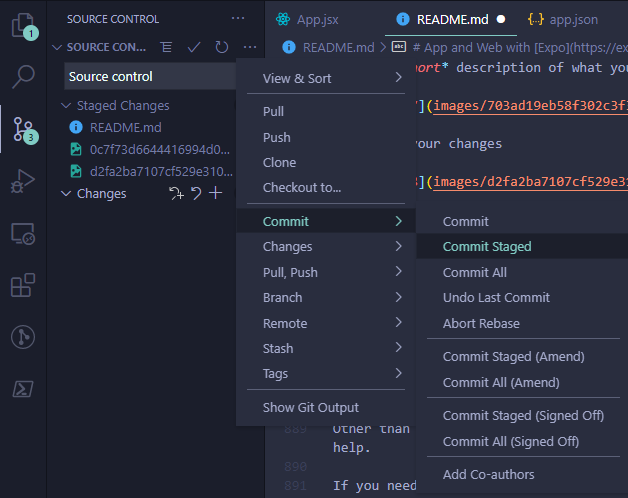 SOURCE CONTROL ...
App.jsx
README.md
app.json
1
SOURCE CON... ...
README.md > abc # App and Web with [Expo](https://ex
Source control
ort* description of what you
Staged Changes
README.md
0c7f73d6644416994d0...
d2fa2ba7107cf529e310...
Changes
3
View & Sort
Pull
Push
Clone
Checkout to...
Commit
Changes
Pull, Push
Branch
Remote
Stash
Tags
Show Git Output
](images/703ad19eb58f302c3f
our changes
](images/d2fa2ba7107cf529e31
Commit
Commit Staged
Commit All
Undo Last Commit
Abort Rebase
Commit Staged (Amend)
Commit All (Amend)
Commit Staged (Signed Off)
Commit All (Signed Off)
Add Co-authors
889 Other than
help.
890
891 If you need